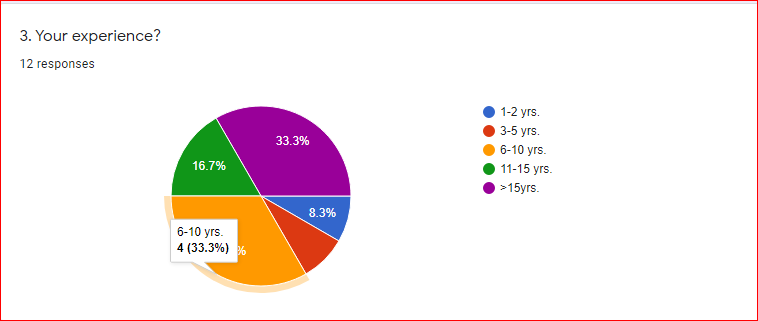 3. Your experience?
12 responses
33.3%
16.7%
8.3%
6-10 yrs.
4 (33.3%)
%
1-2 yrs.
3-5 yrs.
6-10 yrs.
11-15 yrs.
>15yrs.